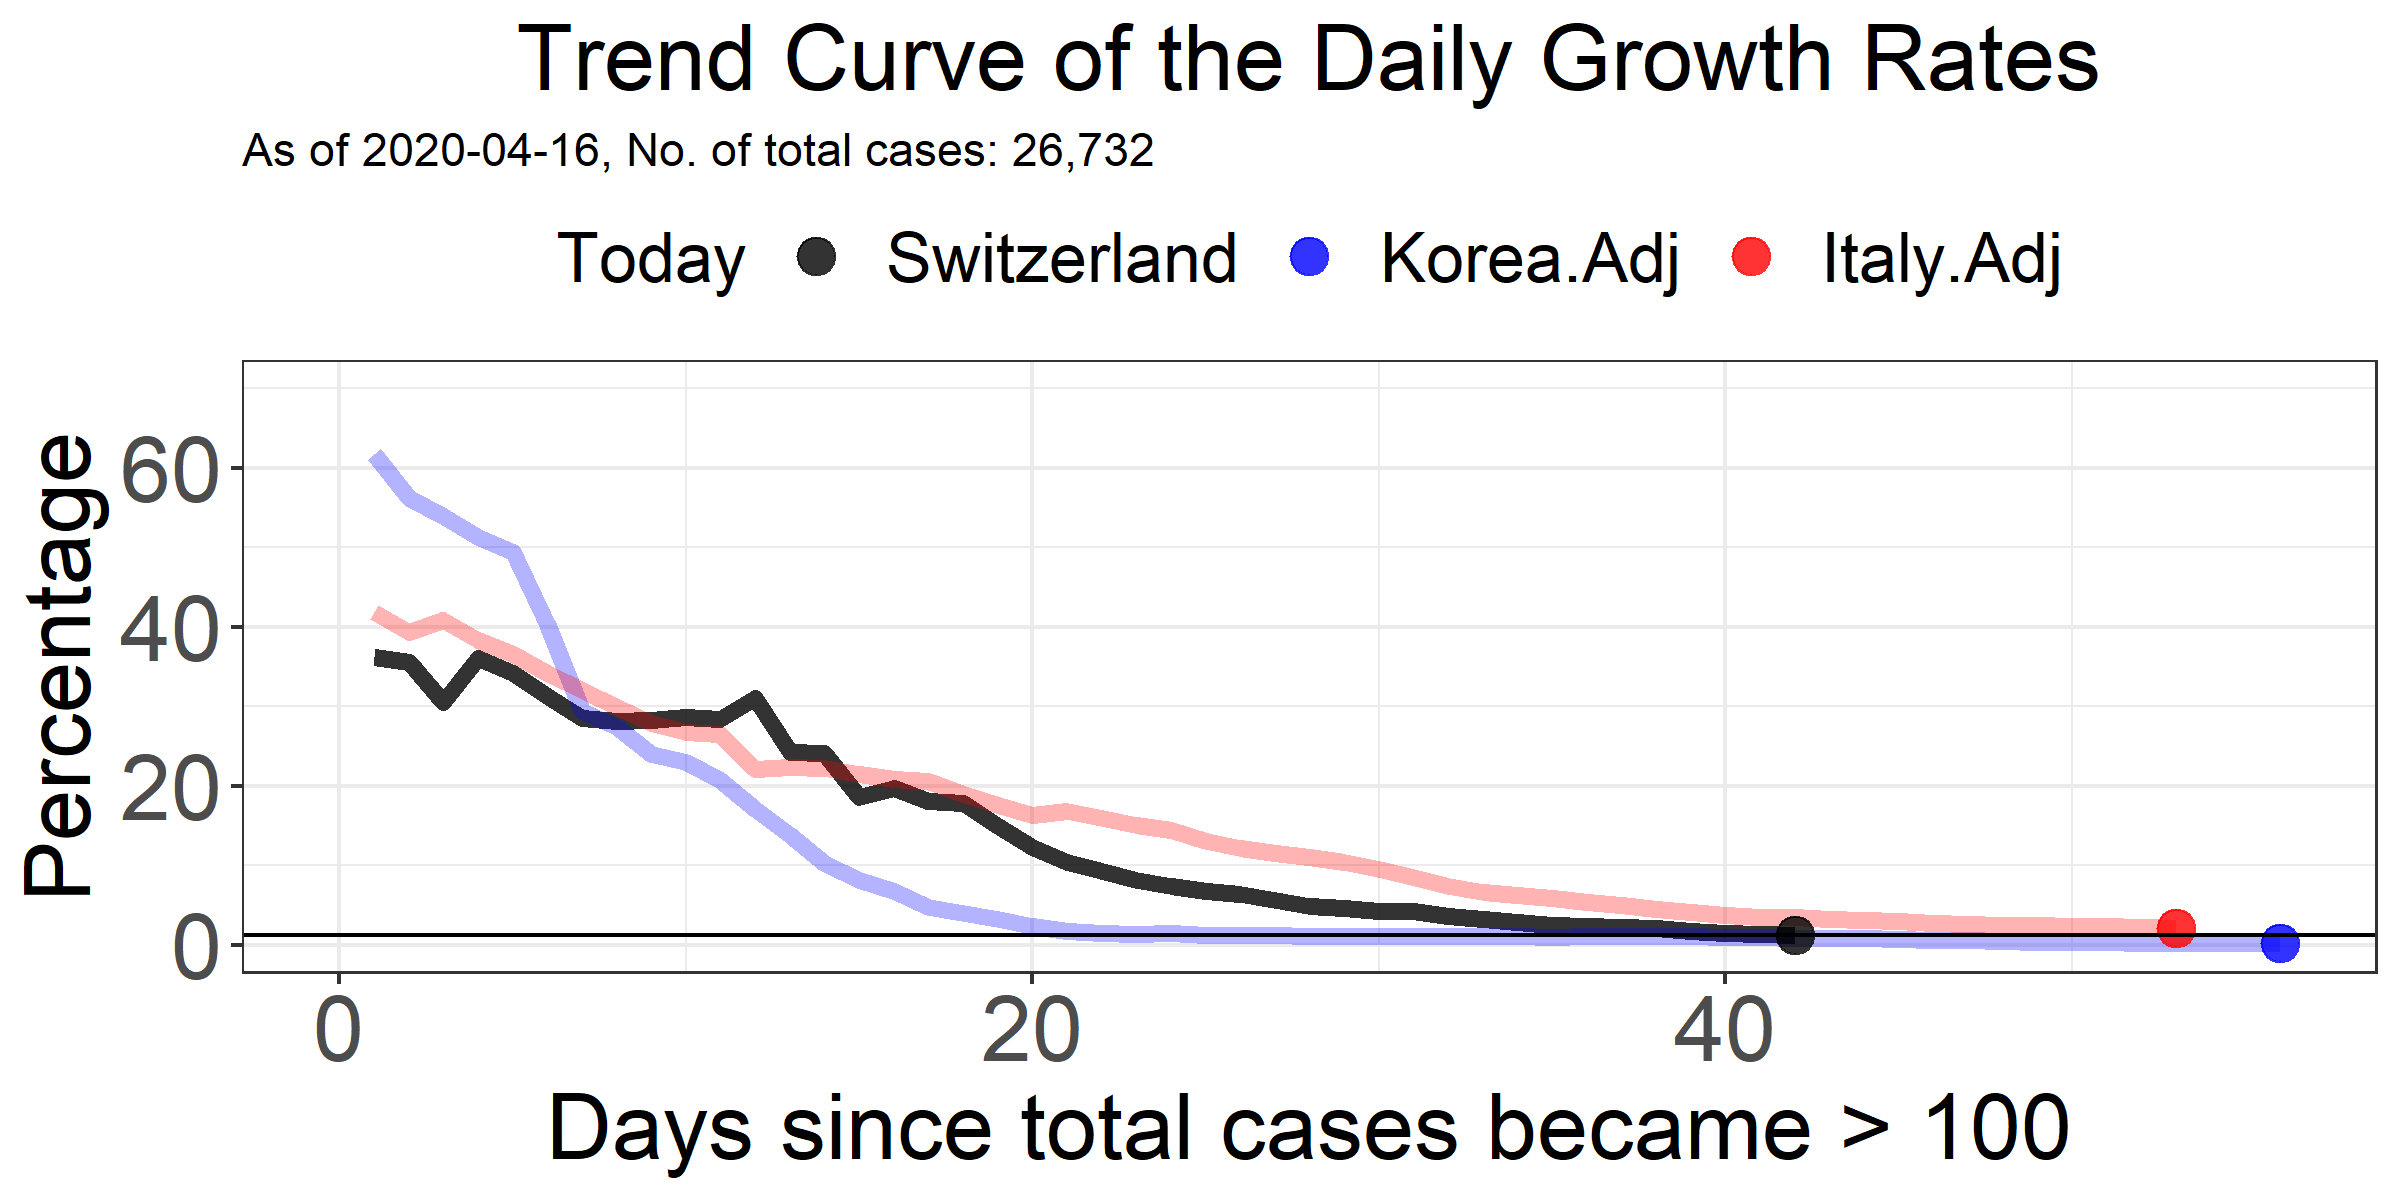 Trend Curve of the Daily Growth Rates
As of 2020-04-16, No. of total cases: 26,732
Today Switzerland Korea.Adj Italy.Adj
Percentage
60
40
20
0
0 20 40
Days since total cases became > 100